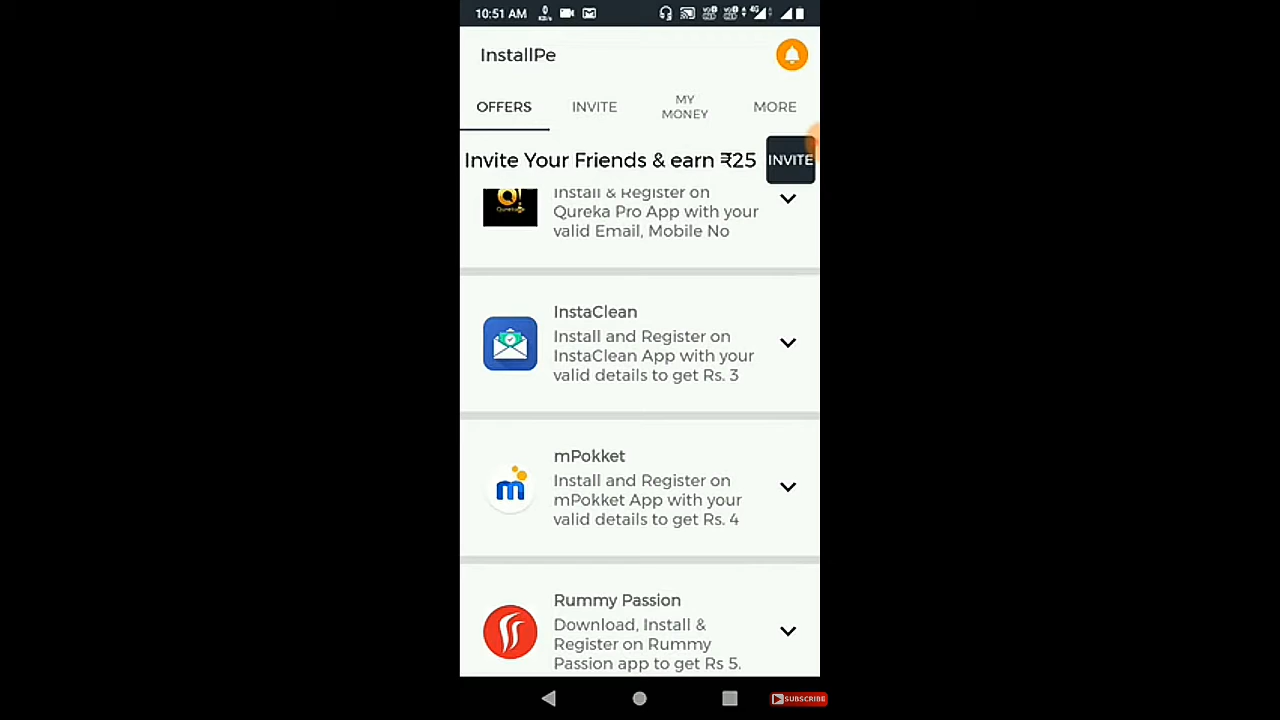 10:51 AM
InstallPe
OFFERS
INVITE
MY
MONEY
MORE
Invite Your Friends & earn ₹25
INVITE
Install & Register on
Qureka Pro App with your
valid Email, Mobile No
InstaClean
Install and Register on
InstaClean App with your
valid details to get Rs. 3
mPokket
Install and Register on
mPokket App with your
valid details to get Rs. 4
Rummy Passion
Download, Install &
Register on Rummy
Passion app to get Rs 5.
SUBSCRIBE